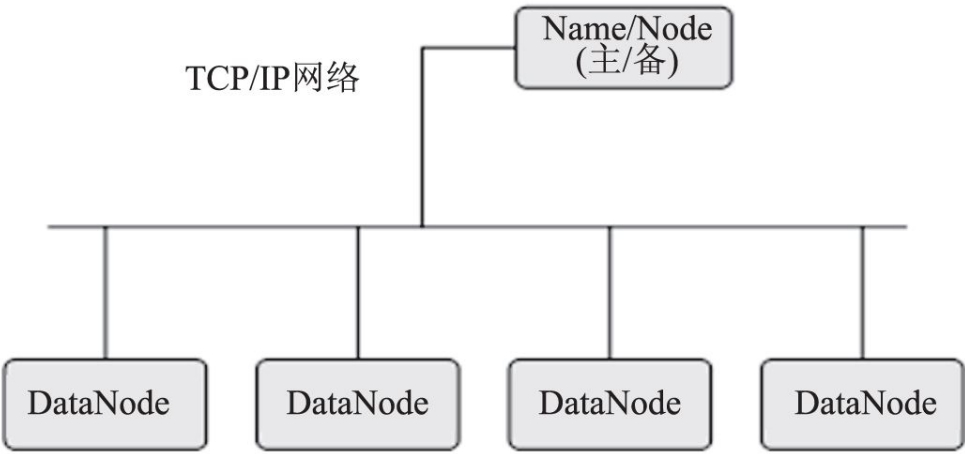 Name/Node
(主/备)
TCP/IP网络
DataNode
DataNode
DataNode
DataNode